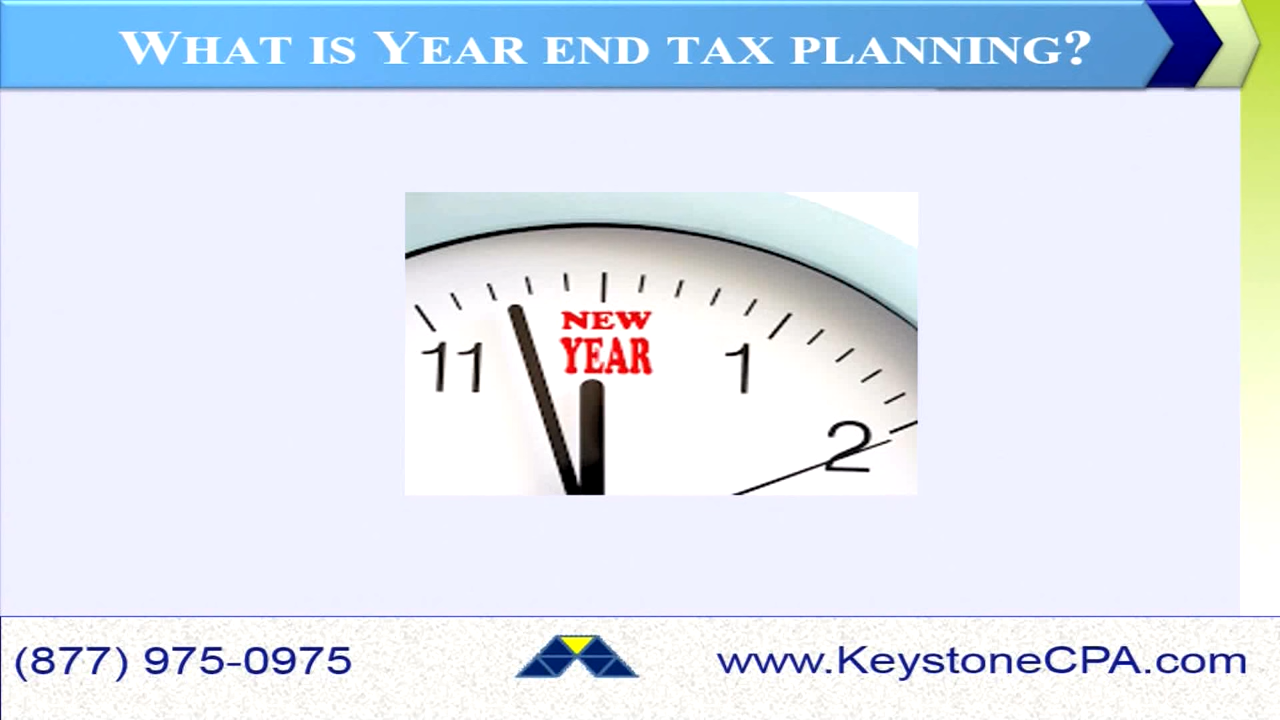 What is Year end tax planning?
NEW
YEAR
11
1
2
(877) 975-0975
www.KeystoneCPA.com